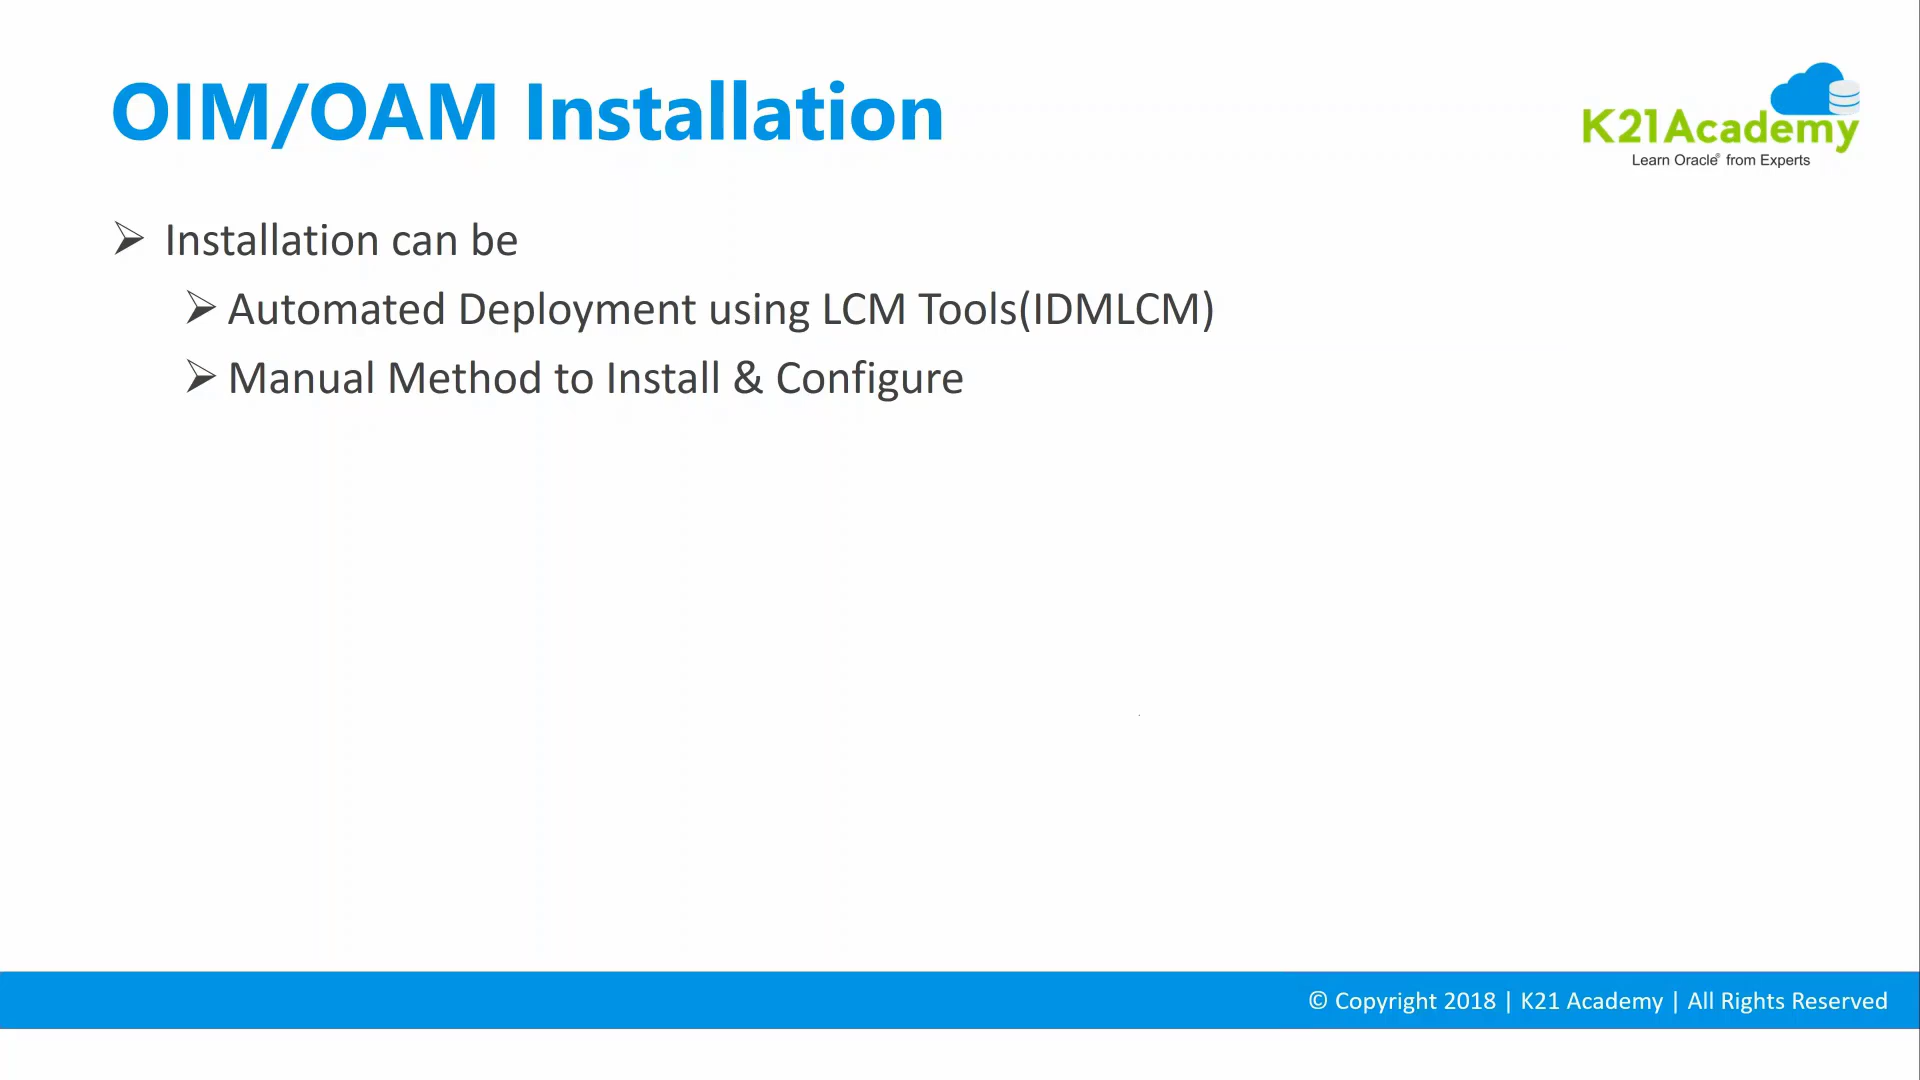 OIM/OAM Installation
K21Academy
Learn Oracle® from Experts
Installation can be
Automated Deployment using LCM Tools(IDMLCM)
Manual Method to Install & Configure
© Copyright 2018 | K21 Academy | All Rights Reserved